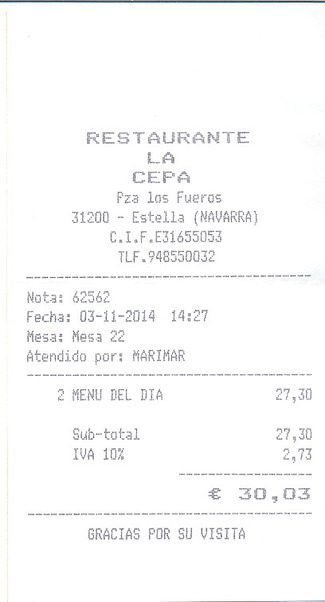 RESTAURANTE
LA
CEPA
Pza los Fueros
31200 - Estella (NAVARRA)
C.I.F.E31655053
TLF.948550032
Nota: 62562
Fecha: 03-11-2014 14:27
Mesa: Mesa 22
Atendido por: MARIMAR
2 MENU DEL DIA 27,30
Sub-total 27,30
IVA 10% 2,73
€ 30,03
GRACIAS POR SU VISITA